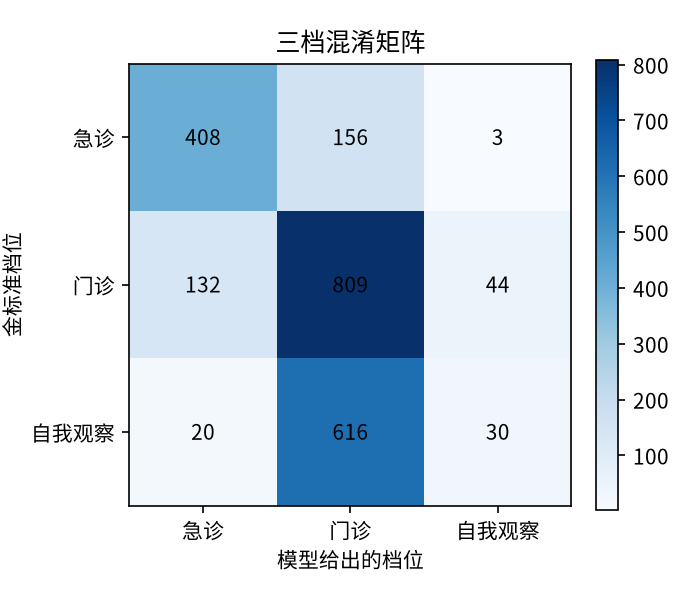 三档混淆矩阵
急诊 408 156 3
门诊 132 809 44
自我观察 20 616 30
急诊 门诊 自我观察
模型给出的档位
金标准档位
800
700
600
500
400
300
200
100